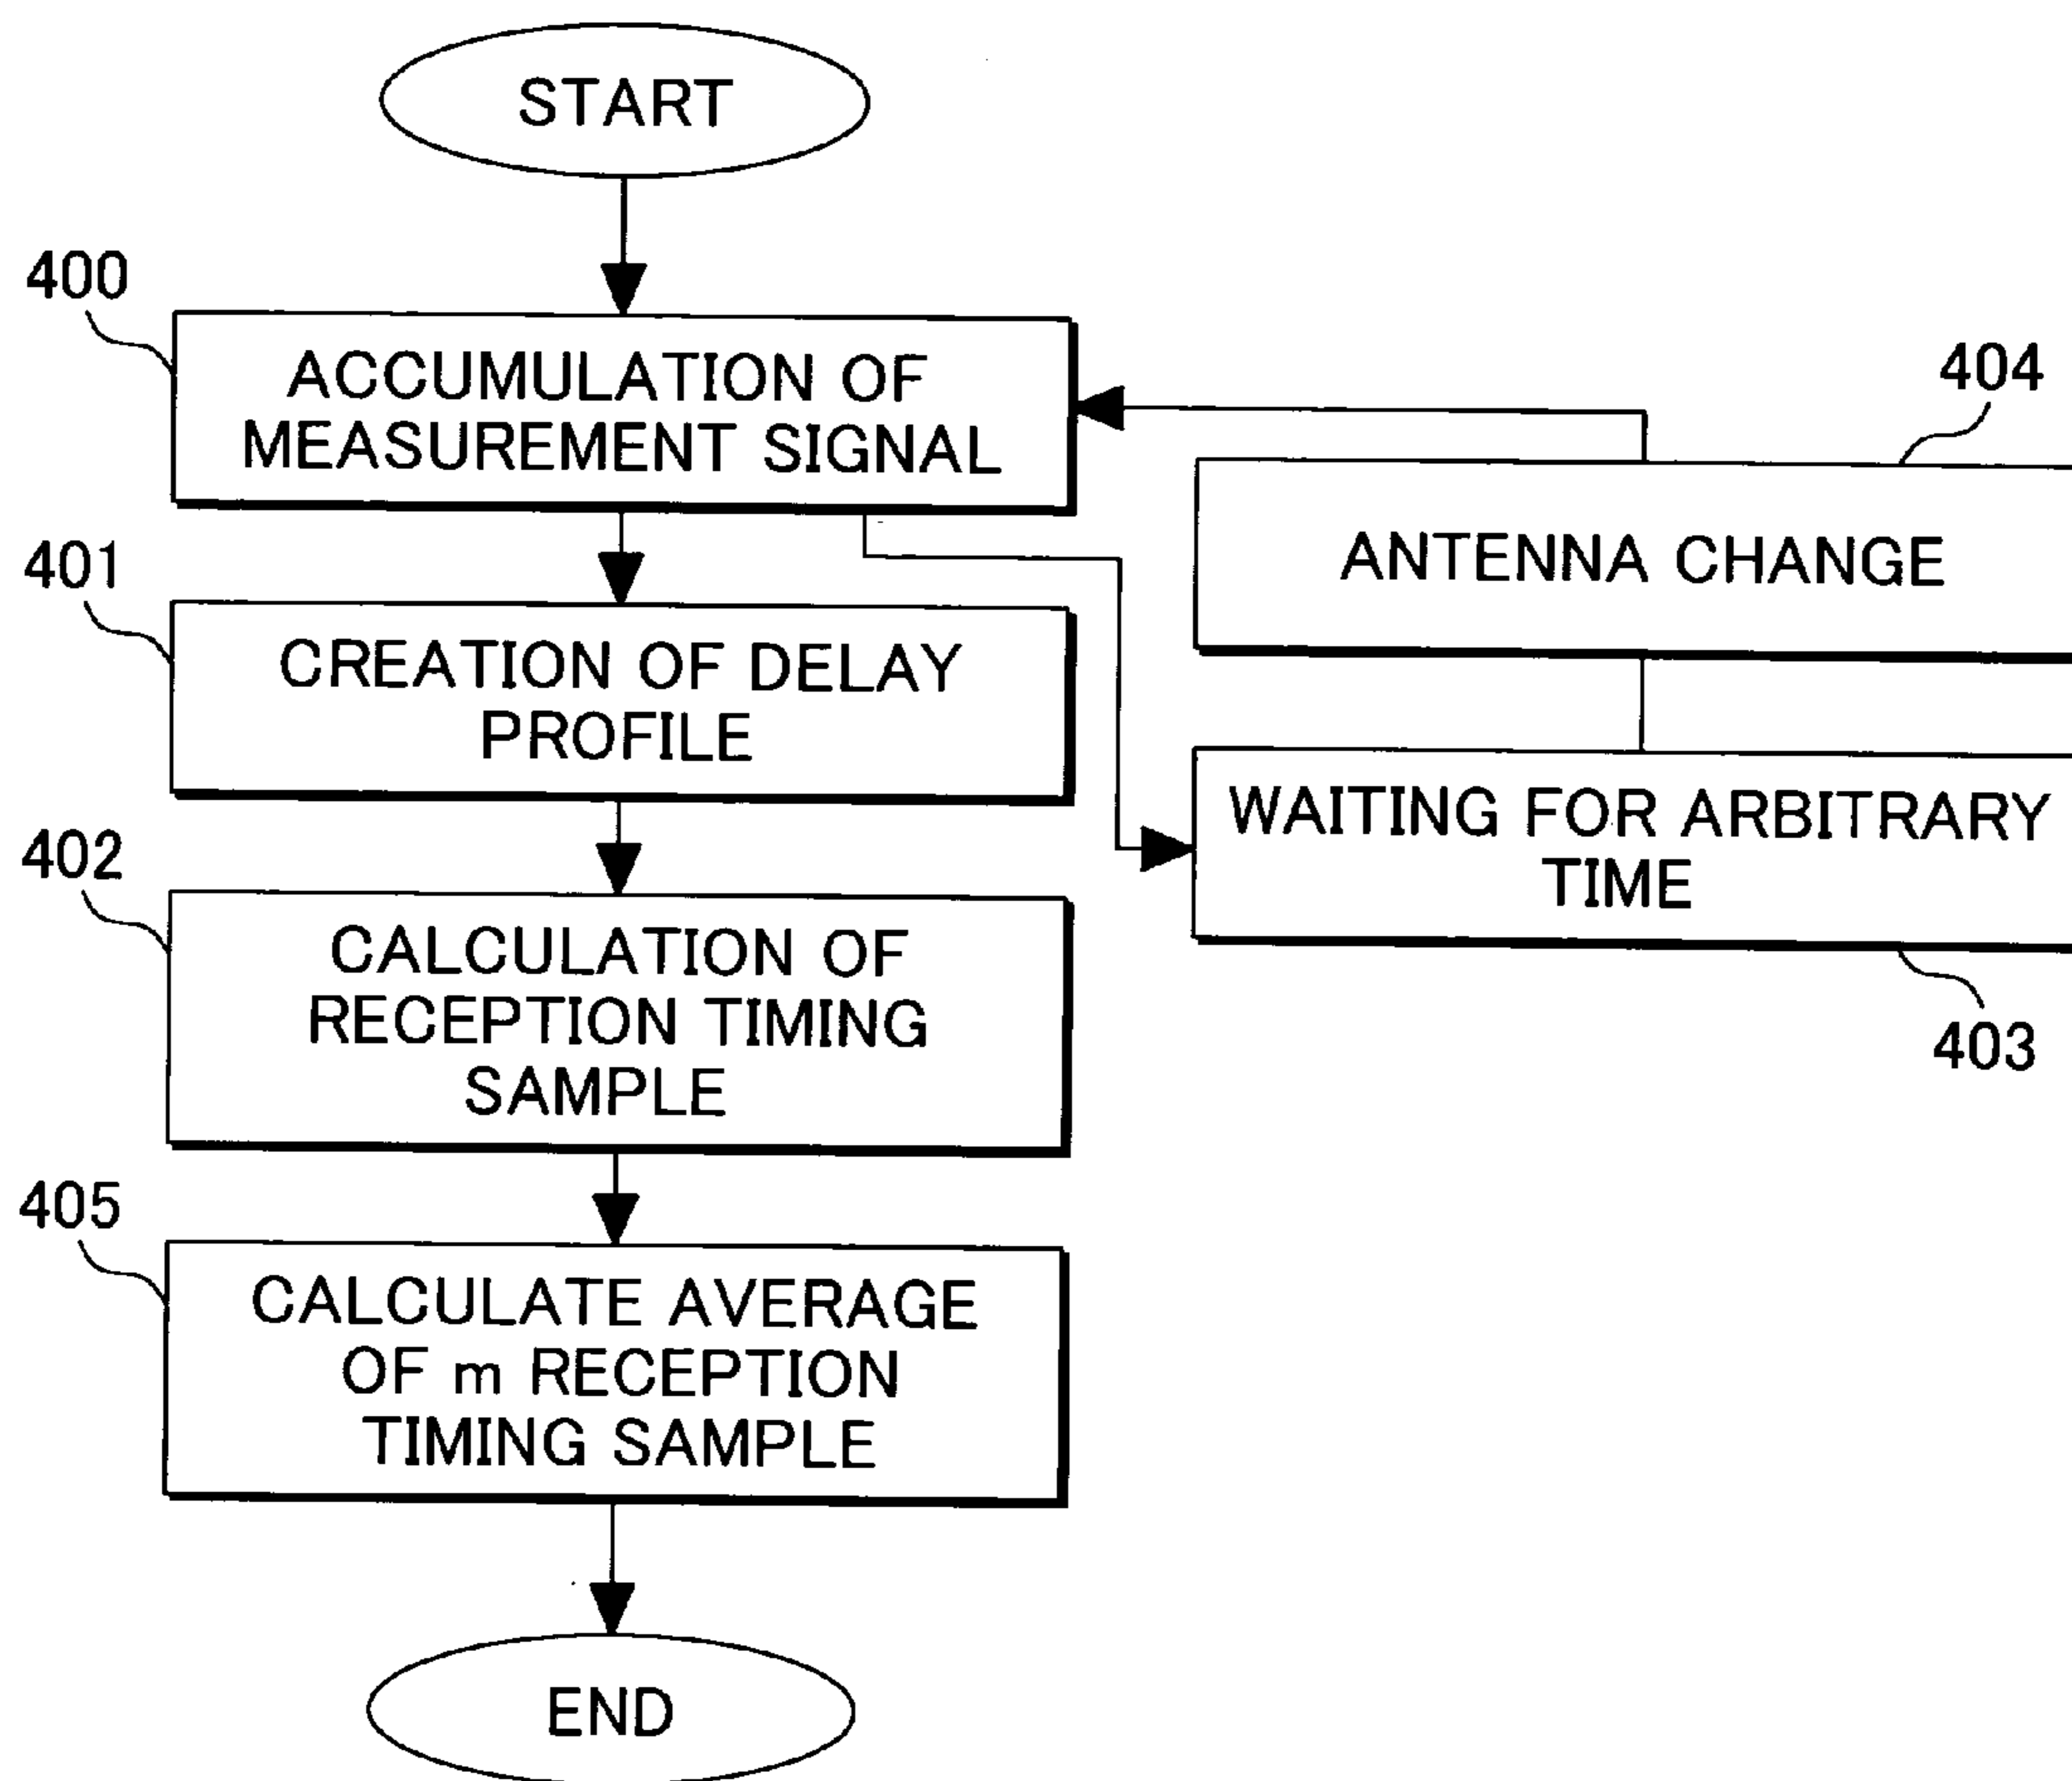 START
400
ACCUMULATION OF
MEASUREMENT SIGNAL
404
ANTENNA CHANGE
401
CREATION OF DELAY
PROFILE
WAITING FOR ARBITRARY
TIME
403
402
CALCULATION OF
RECEPTION TIMING
SAMPLE
405
CALCULATE AVERAGE
OF m RECEPTION
TIMING SAMPLE
END